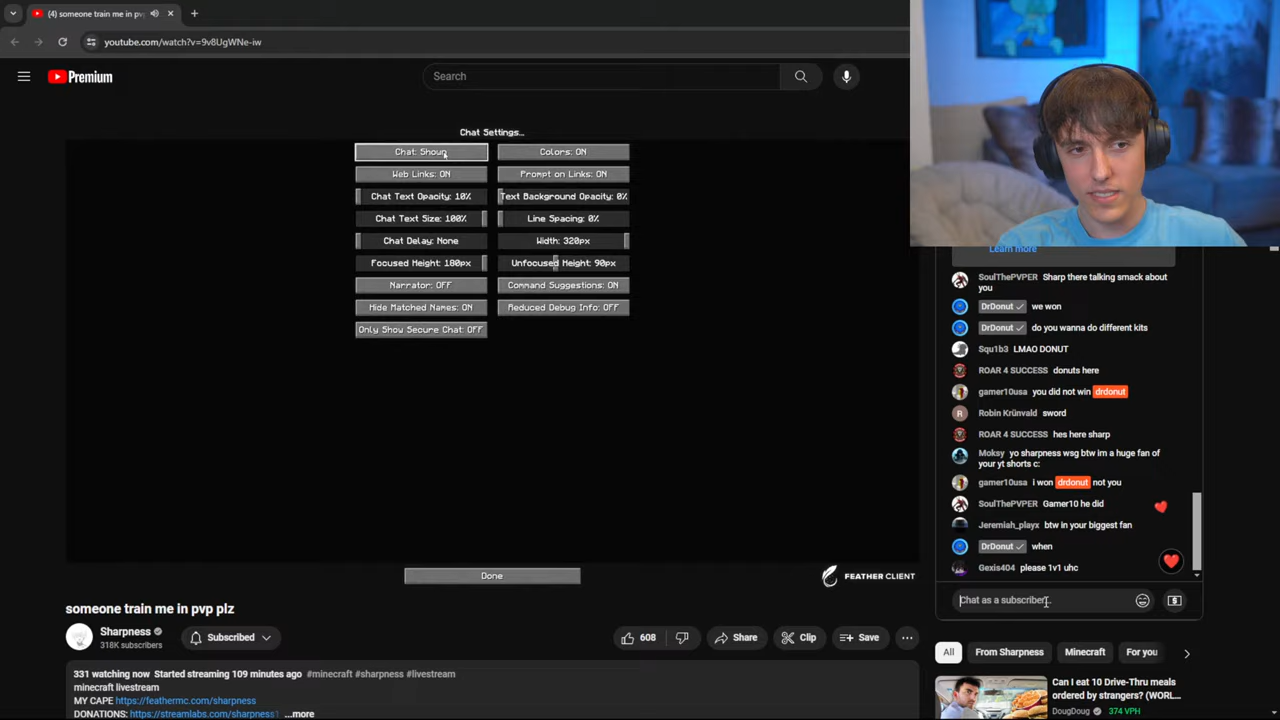 (4) someone train me in pv
youtube.com/watch?v=9v8UgWNe-iw
Premium
Search
Chat Settings...
Chat: Shown
Colors: ON
Web Links: ON
Prompt on Links: ON
Chat Text Opacity: 10%
Text Background Opacity: 0%
Chat Text Size: 100%
Line Spacing: 0%
Chat Delay: None
Width: 320px
Focused Height: 180px
Unfocused Height: 90px
Narrator: OFF
Command Suggestions: ON
Hide Matched Names: ON
Reduced Debug Info: OFF
Only Show Secure Chat: OFF
Done
FEATHER CLIENT
Learn more
SoulThePVPER Sharp there talking smack about
you
DrDonut we won
DrDonut do you wanna do different kits
Squ1b3 LMAO DONUT
ROAR 4 SUCCESS donuts here
gamer10usa you did not win drdonut
R Robin Krünvald sword
ROAR 4 SUCCESS hes here sharp
Moksy yo sharpness wsg btw im a huge fan of
your yt shorts c:
gamer10usa i won drdonut not you
SoulThePVPER Gamer10 he did
Jeremiah_playx btw in your biggest fan
DrDonut when
Gexis404 please 1v1 uhc
Chat as a subscriber...
someone train me in pvp plz
Sharpness
318K subscribers
Subscribed
608
Share
Clip
Save
331 watching now Started streaming 109 minutes ago #minecraft #sharpness #livestream
minecraft livestream
MY CAPE https://feathermc.com/sharpness
DONATIONS: https://streamlabs.com/sharpness1 ...more
All
From Sharpness
Minecraft
For you
Can I eat 10 Drive-Thru meals
ordered by strangers? (WORL...
DougDoug
374 VPH